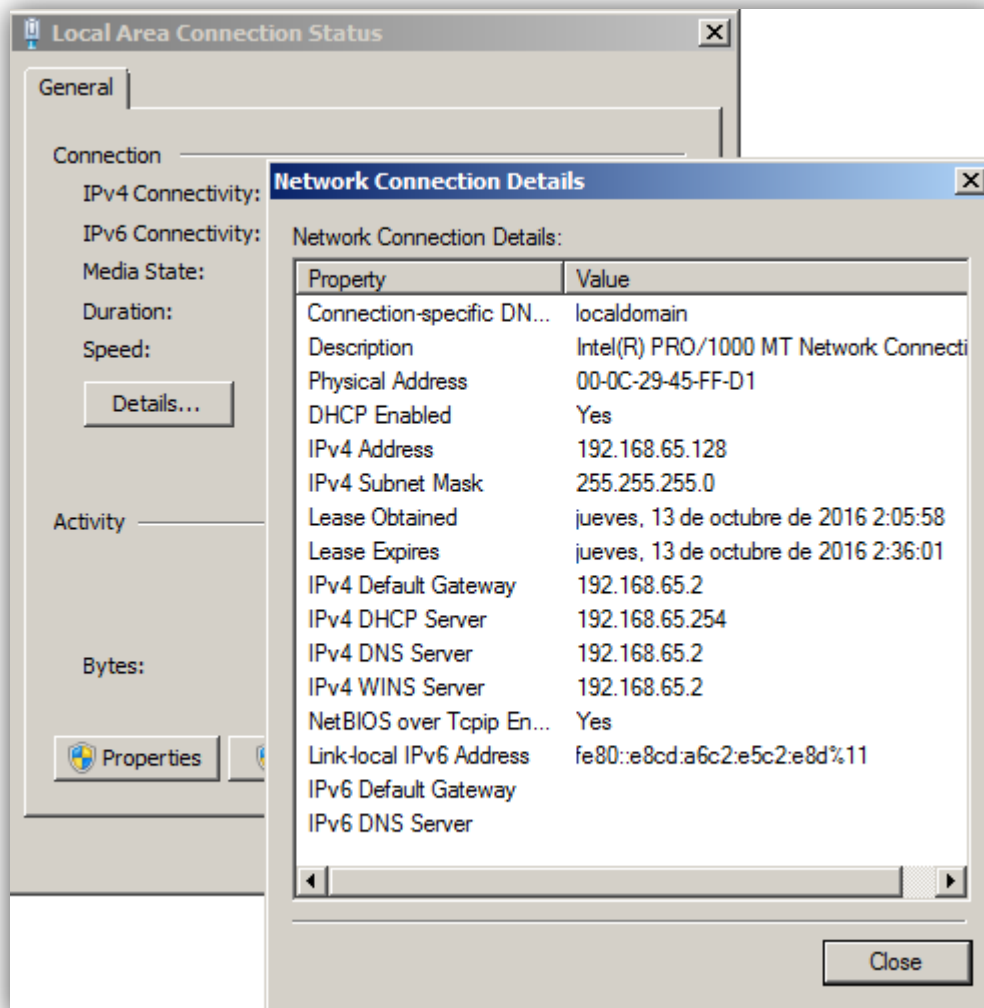 Local Area Connection Status
General
Connection
IPv4 Connectivity:
IPv6 Connectivity:
Media State:
Duration:
Speed:
Details...
Activity
Bytes:
Properties
Network Connection Details
Network Connection Details:
Property Value
Connection-specific DN... localdomain
Description Intel(R) PRO/1000 MT Network Connecti
Physical Address 00-0C-29-45-FF-D1
DHCP Enabled Yes
IPv4 Address 192.168.65.128
IPv4 Subnet Mask 255.255.255.0
Lease Obtained jueves, 13 de octubre de 2016 2:05:58
Lease Expires jueves, 13 de octubre de 2016 2:36:01
IPv4 Default Gateway 192.168.65.2
IPv4 DHCP Server 192.168.65.254
IPv4 DNS Server 192.168.65.2
IPv4 WINS Server 192.168.65.2
NetBIOS over Tcpip En... Yes
Link-local IPv6 Address fe80::e8cd:a6c2:e5c2:e8d%11
IPv6 Default Gateway
IPv6 DNS Server
Close